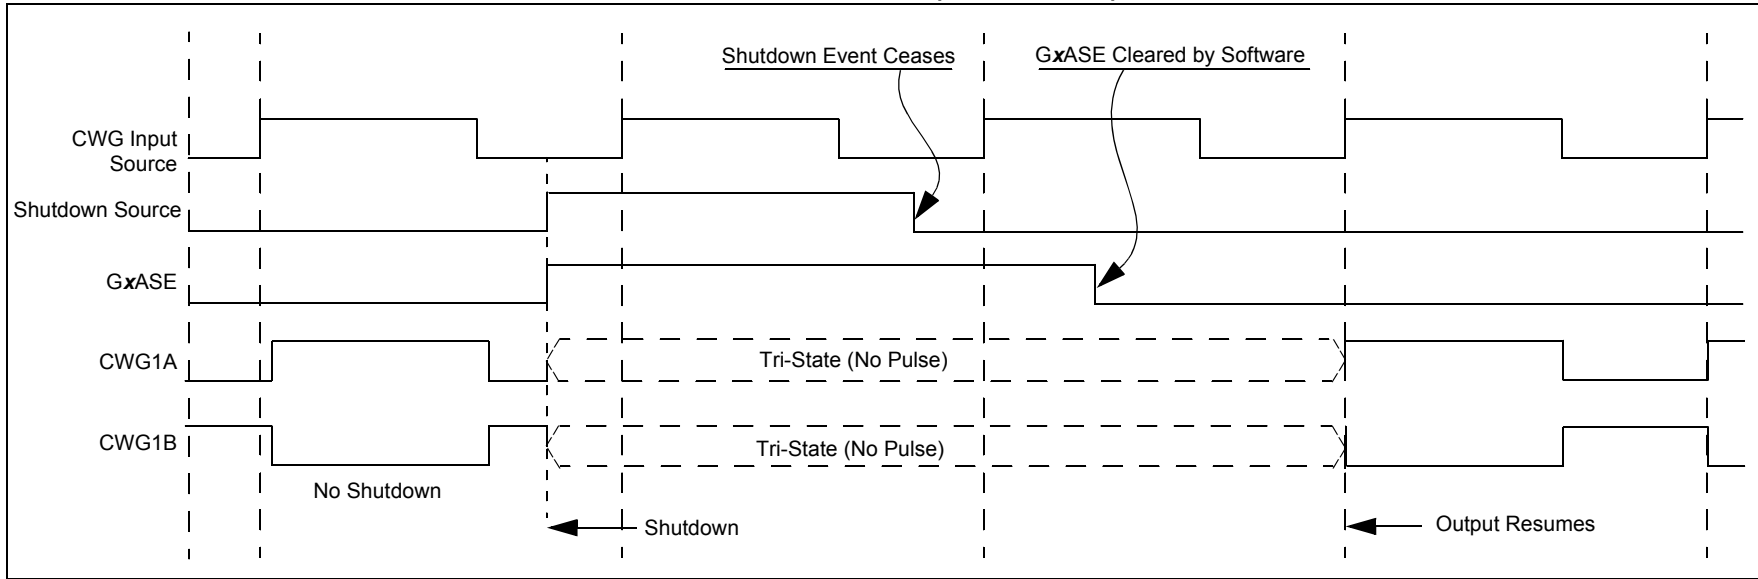 Shutdown Event Ceases
GxASE Cleared by Software
CWG Input
Source
Shutdown Source
GxASE
CWG1A
Tri-State (No Pulse)
CWG1B
Tri-State (No Pulse)
No Shutdown
Shutdown
Output Resumes